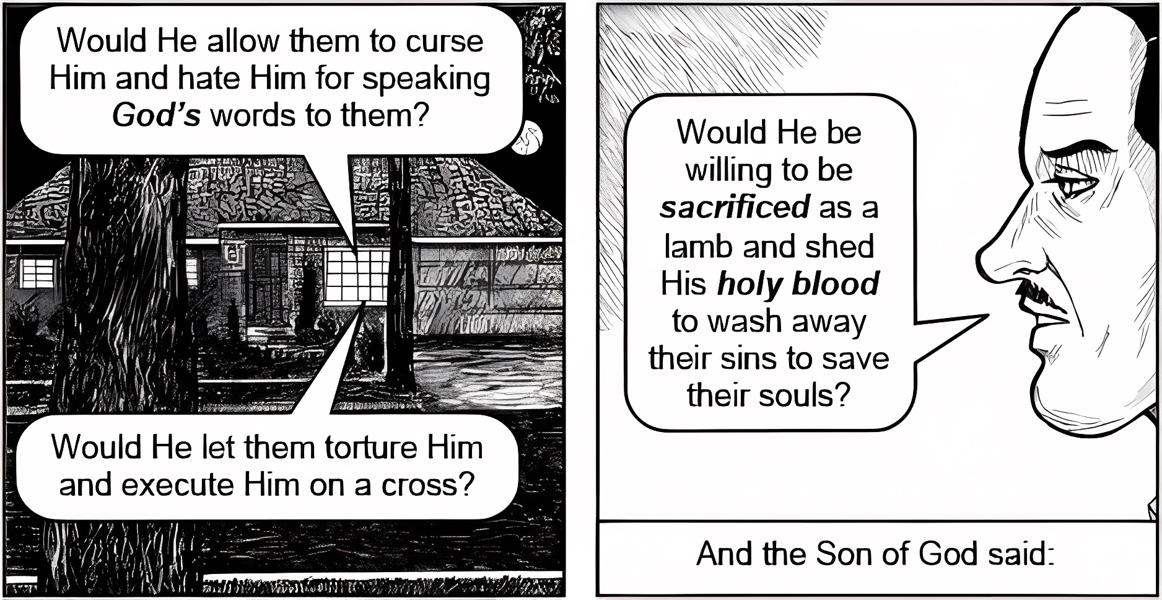 Would He allow them to curse
Him and hate Him for speaking
God's words to them?
Would He let them torture Him
and execute Him on a cross?
Would He be
willing to be
sacrificed as a
lamb and shed
His holy blood
to wash away
their sins to save
their souls?
And the Son of God said: